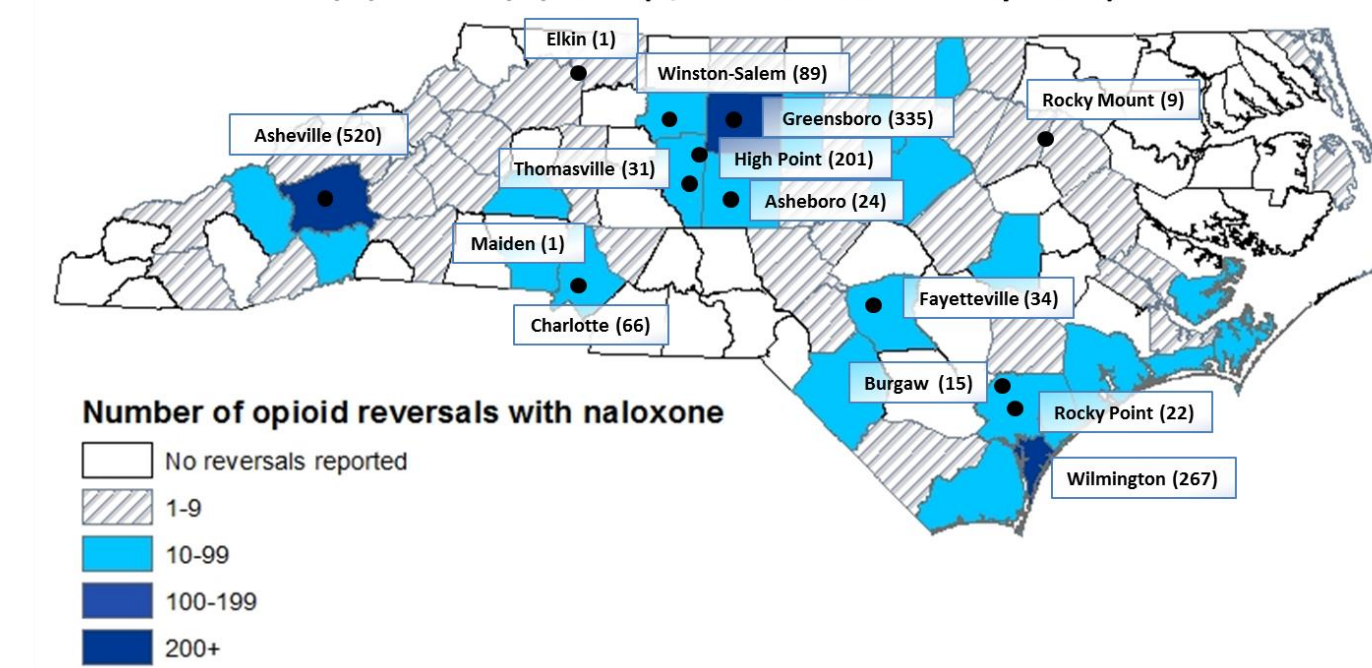 Elkin (1)
Winston-Salem (89)
Rocky Mount (9)
Asheville (520)
Greensboro (335)
Thomasville (31)
High Point (201)
Asheboro (24)
Maiden (1)
Charlotte (66)
Fayetteville (34)
Burgaw (15)
Rocky Point (22)
Wilmington (267)
Number of opioid reversals with naloxone
No reversals reported
1-9
10-99
100-199
200+